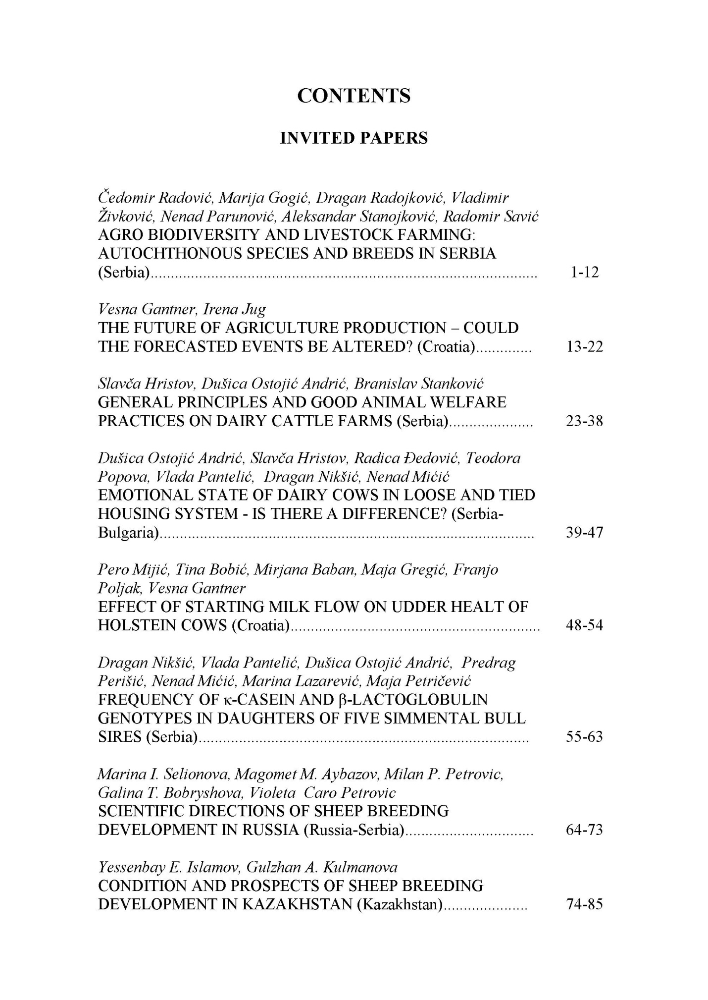 CONTENTS
INVITED PAPERS
Čedomir Radović, Marija Gogić, Dragan Radojković, Vladimir
Živković, Nenad Parunović, Aleksandar Stanojković, Radomir Savić
AGRO BIODIVERSITY AND LIVESTOCK FARMING:
AUTOCHTHONOUS SPECIES AND BREEDS IN SERBIA
(Serbia)............................................................................................... 1-12
Vesna Gantner, Irena Jug
THE FUTURE OF AGRICULTURE PRODUCTION – COULD
THE FORECASTED EVENTS BE ALTERED? (Croatia).............. 13-22
Slavča Hristov, Dušica Ostojić Andrić, Branislav Stanković
GENERAL PRINCIPLES AND GOOD ANIMAL WELFARE
PRACTICES ON DAIRY CATTLE FARMS (Serbia)..................... 23-38
Dušica Ostojić Andrić, Slavča Hristov, Radica Đedović, Teodora
Popova, Vlada Pantelić, Dragan Nikšić, Nenad Mićić
EMOTIONAL STATE OF DAIRY COWS IN LOOSE AND TIED
HOUSING SYSTEM - IS THERE A DIFFERENCE? (Serbia-
Bulgaria)............................................................................................ 39-47
Pero Mijić, Tina Bobić, Mirjana Baban, Maja Gregić, Franjo
Poljak, Vesna Gantner
EFFECT OF STARTING MILK FLOW ON UDDER HEALT OF
HOLSTEIN COWS (Croatia).............................................................. 48-54
Dragan Nikšić, Vlada Pantelić, Dušica Ostojić Andrić, Predrag
Perišić, Nenad Mićić, Marina Lazarević, Maja Petričević
FREQUENCY OF κ-CASEIN AND β-LACTOGLOBULIN
GENOTYPES IN DAUGHTERS OF FIVE SIMMENTAL BULL
SIRES (Serbia).................................................................................. 55-63
Marina I. Selionova, Magomet M. Aybazov, Milan P. Petrovic,
Galina T. Bobryshova, Violeta Caro Petrovic
SCIENTIFIC DIRECTIONS OF SHEEP BREEDING
DEVELOPMENT IN RUSSIA (Russia-Serbia)................................ 64-73
Yessenbay E. Islamov, Gulzhan A. Kulmanova
CONDITION AND PROSPECTS OF SHEEP BREEDING
DEVELOPMENT IN KAZAKHSTAN (Kazakhstan)..................... 74-85